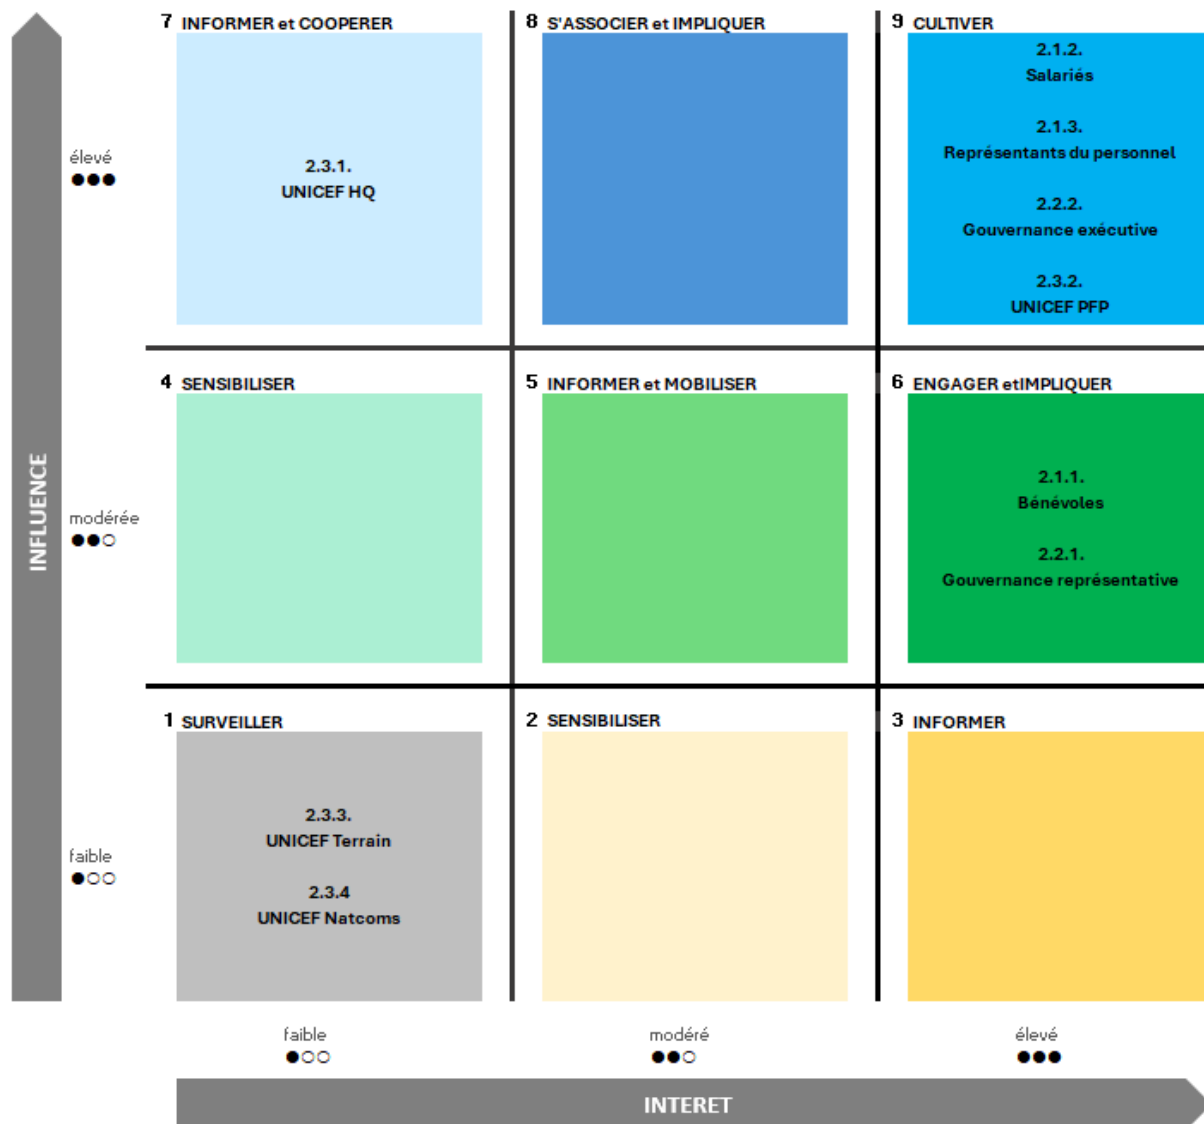 7 INFORMER et COOPERER
8 S'ASSOCIER et IMPLIQUER
9 CULTIVER
élevé
2.3.1.
UNICEF HQ
2.1.2.
Salariés
2.1.3.
Représentants du personnel
2.2.2.
Gouvernance exécutive
2.3.2.
UNICEF PFP
4 SENSIBILISER
5 INFORMER et MOBILISER
6 ENGAGER etIMPLIQUER
INFLUENCE
modérée
2.1.1.
Bénévoles
2.2.1.
Gouvernance représentative
1 SURVEILLER
2 SENSIBILISER
3 INFORMER
faible
2.3.3.
UNICEF Terrain
2.3.4
UNICEF Natcoms
faible
modéré
élevé
INTERET